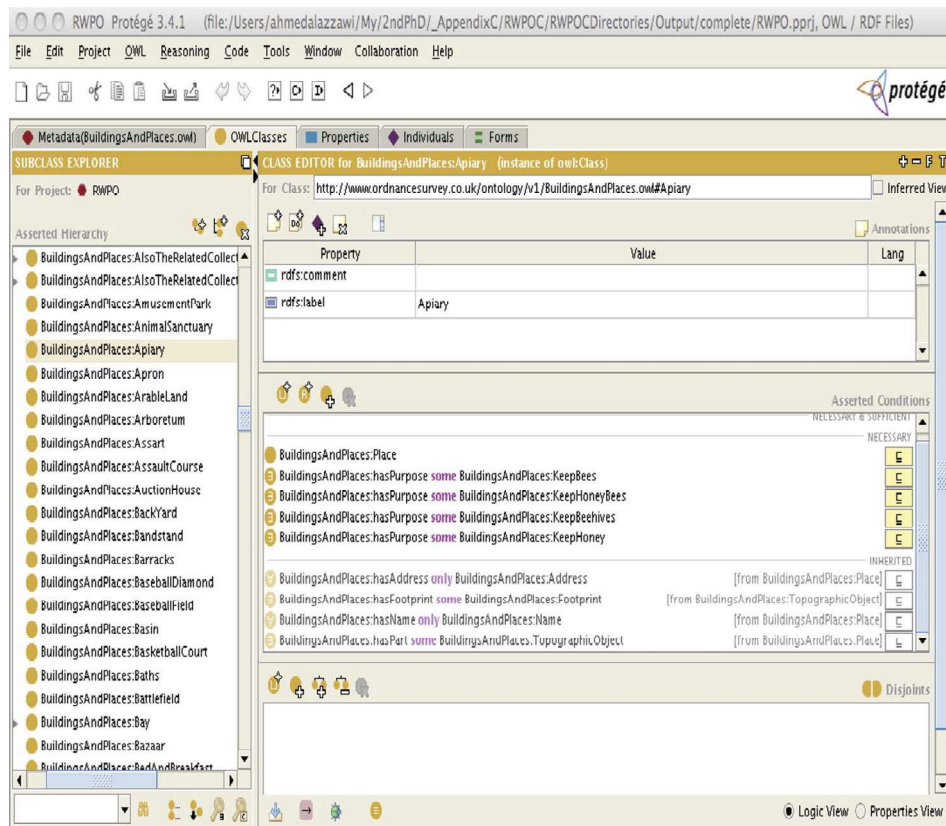 RWPO Protégé 3.4.1 (file:/Users/ahmedalazzawi/My/2ndPhD/_AppendixC/RWPOC/RWPOCDirectories/Output/complete/RWPO.pprj, OWL / RDF Files)
File Edit Project OWL Reasoning Code Tools Window Collaboration Help
protégé
Metadata(BuildingsAndPlaces.owl) OWLClasses Properties Individuals Forms
SUBCLASS EXPLORER
For Project: RWPO
Asserted Hierarchy
BuildingsAndPlaces:AlsoTheRelatedCollect
BuildingsAndPlaces:AlsoTheRelatedCollect
BuildingsAndPlaces:AmusementPark
BuildingsAndPlaces:AnimalSanctuary
BuildingsAndPlaces:Apiary
BuildingsAndPlaces:Apron
BuildingsAndPlaces:ArableLand
BuildingsAndPlaces:Arboretum
BuildingsAndPlaces:Assart
BuildingsAndPlaces:AssaultCourse
BuildingsAndPlaces:AuctionHouse
BuildingsAndPlaces:BackYard
BuildingsAndPlaces:Bandstand
BuildingsAndPlaces:Barracks
BuildingsAndPlaces:BaseballDiamond
BuildingsAndPlaces:BaseballField
BuildingsAndPlaces:Basin
BuildingsAndPlaces:BasketballCourt
BuildingsAndPlaces:Baths
BuildingsAndPlaces:Battlefield
BuildingsAndPlaces:Bay
BuildingsAndPlaces:Bazaar
BuildingsAndPlaces:BedAndBreakfast
CLASS EDITOR for BuildingsAndPlaces:Apiary (instance of owl:Class)
For Class: http://www.ordnancesurvey.co.uk/ontology/v1/BuildingsAndPlaces.owl#Apiary Inferred View
Annotations
Property Value Lang
rdfs:comment
rdfs:label Apiary
Asserted Conditions
NECESSARY & SUFFICIENT
NECESSARY
BuildingsAndPlaces:Place
BuildingsAndPlaces:hasPurpose some BuildingsAndPlaces:KeepBees
BuildingsAndPlaces:hasPurpose some BuildingsAndPlaces:KeepHoneyBees
BuildingsAndPlaces:hasPurpose some BuildingsAndPlaces:KeepBeehives
BuildingsAndPlaces:hasPurpose some BuildingsAndPlaces:KeepHoney
INHERITED
BuildingsAndPlaces:hasAddress only BuildingsAndPlaces:Address [from BuildingsAndPlaces:Place]
BuildingsAndPlaces:hasFootprint some BuildingsAndPlaces:Footprint [from BuildingsAndPlaces:TopographicObject]
BuildingsAndPlaces:hasName only BuildingsAndPlaces:Name [from BuildingsAndPlaces:Place]
BuildingsAndPlaces:hasPart some BuildingsAndPlaces:TopographicObject [from BuildingsAndPlaces:Place]
Disjoints
Logic View Properties View